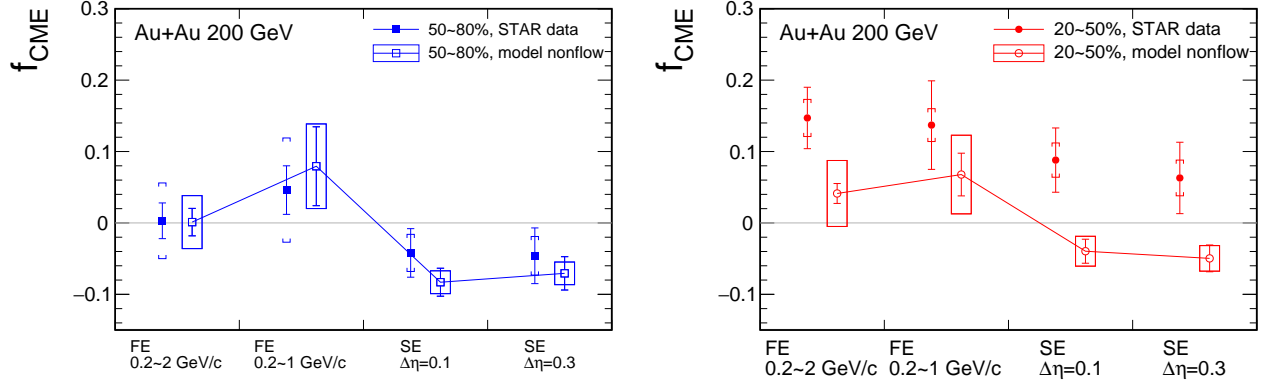 Au+Au 200 GeV
50~80%, STAR data
50~80%, model nonflow
f_CME
0.3
0.2
0.1
0
−0.1
FE
0.2~2 GeV/c
FE
0.2~1 GeV/c
SE
Δη=0.1
SE
Δη=0.3
Au+Au 200 GeV
20~50%, STAR data
20~50%, model nonflow
f_CME
0.3
0.2
0.1
0
−0.1
FE
0.2~2 GeV/c
FE
0.2~1 GeV/c
SE
Δη=0.1
SE
Δη=0.3